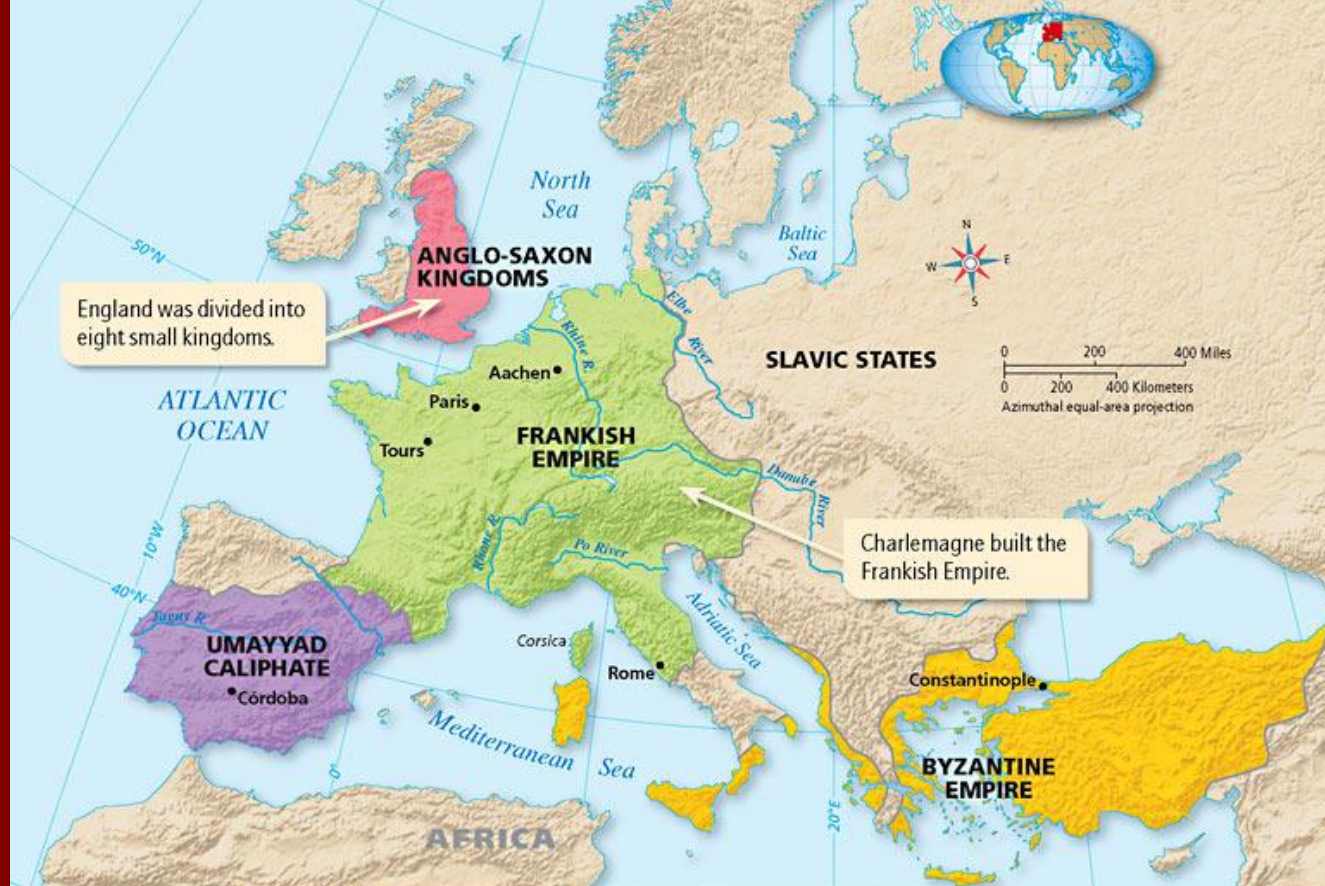 North
Sea
Baltic
Sea
N
W
E
S
50°N
ANGLO-SAXON
KINGDOMS
England was divided into
eight small kingdoms.
Elbe
River
Rhine R.
SLAVIC STATES
0 200 400 Miles
0 200 400 Kilometers
Azimuthal equal-area projection
Aachen
Paris
ATLANTIC
OCEAN
Tours
FRANKISH
EMPIRE
Danube
River
Rhone R.
Po River
Charlemagne built the
Frankish Empire.
10°W
40°N
Tagus R.
UMAYYAD
CALIPHATE
Córdoba
Corsica
Adriatic Sea
Rome
Constantinople
Mediterranean Sea
0°
BYZANTINE
EMPIRE
20°E
AFRICA